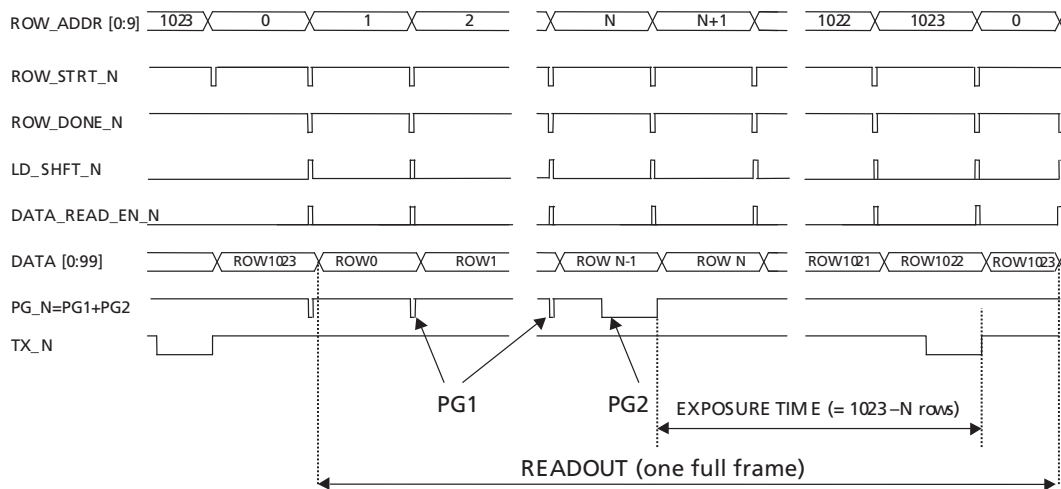 ROW_ADDR [0:9] 1023 0 1 2 N N+1 1022 1023 0
ROW_STRT_N
ROW_DONE_N
LD_SHFT_N
DATA_READ_EN_N
DATA [0:99] ROW1023 ROW0 ROW1 ROW N-1 ROW N ROW1021 ROW1022 ROW1023
PG_N=PG1+PG2
TX_N
PG1 PG2 EXPOSURE TIME (= 1023–N rows)
READOUT (one full frame)